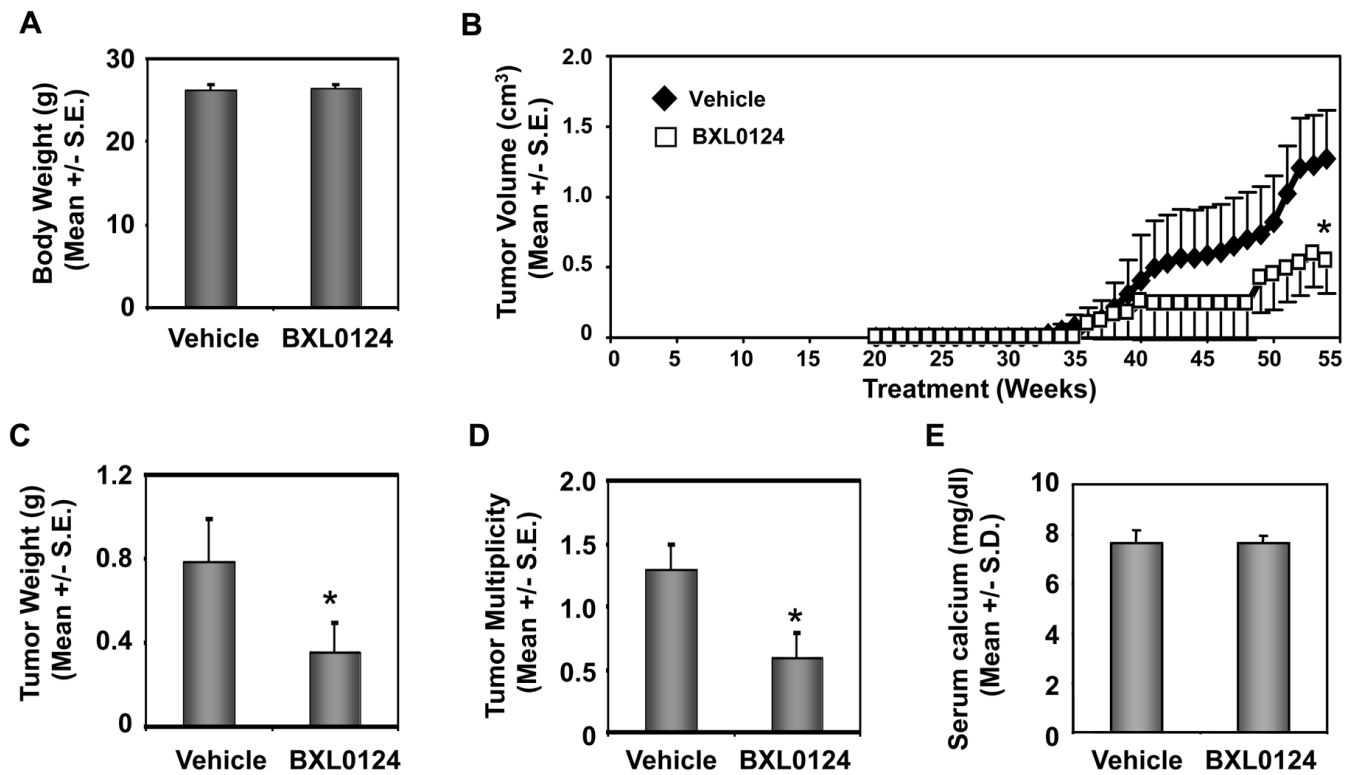 A
Body Weight (g)
(Mean +/- S.E.)
30
20
10
0
Vehicle BXL0124
B
Tumor Volume (cm³)
(Mean +/- S.E.)
2.0
1.5
1.0
0.5
0
Vehicle
BXL0124
*
0 5 10 15 20 25 30 35 40 45 50 55
Treatment (Weeks)
C
Tumor Weight (g)
(Mean +/- S.E.)
1.2
0.8
0.4
0
*
Vehicle BXL0124
D
Tumor Multiplicity
(Mean +/- S.E.)
2.0
1.5
1.0
0.5
0
*
Vehicle BXL0124
E
Serum calcium (mg/dl)
(Mean +/- S.D.)
10
8
6
4
2
0
Vehicle BXL0124